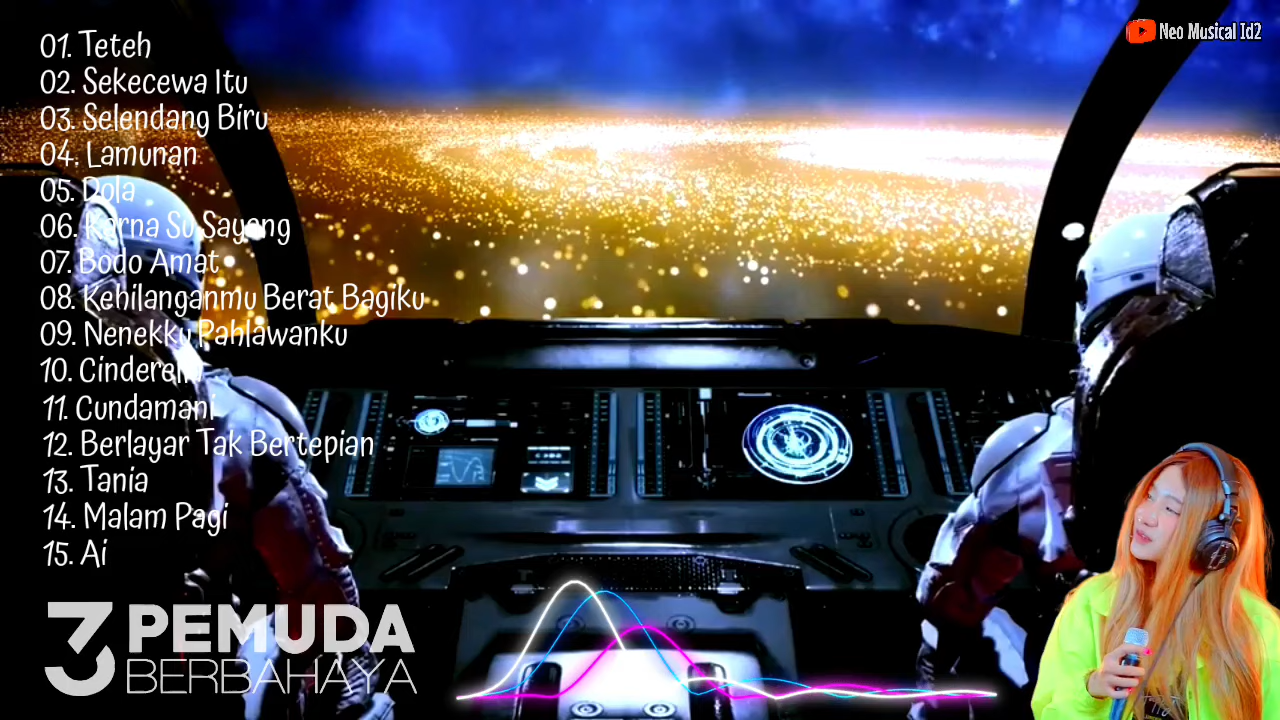 01. Teteh
02. Sekecewa Itu
03. Selendang Biru
04. Lamunan
05. Dola
06. Karna Su Sayang
07. Bodo Amat
08. Kehilanganmu Berat Bagiku
09. Nenekku Pahlawanku
10. Cinderella
11. Cundamani
12. Berlayar Tak Bertepian
13. Tania
14. Malam Pagi
15. Ai
3 PEMUDA
BERBAHAYA
Neo Musical Id2